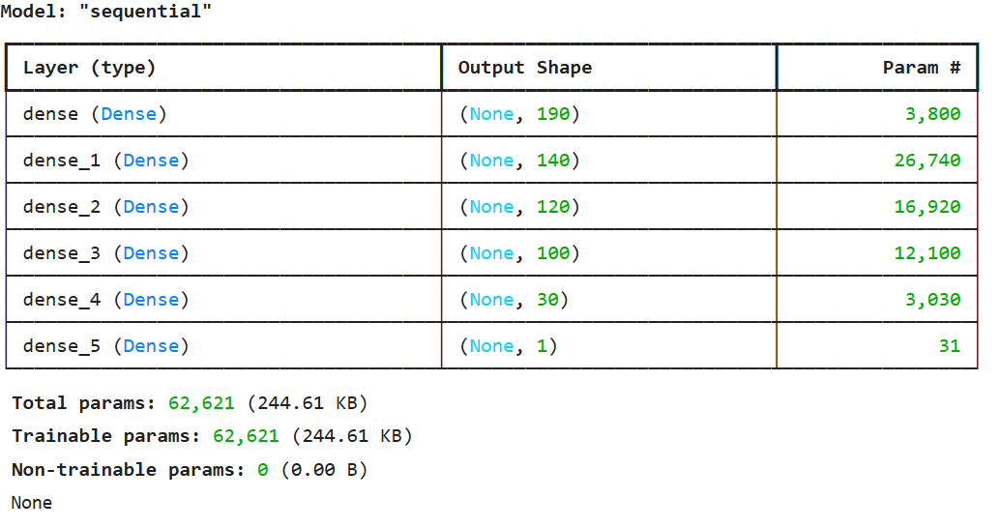 Model: "sequential"
Layer (type) Output Shape Param #
dense (Dense) (None, 190) 3,800
dense_1 (Dense) (None, 140) 26,740
dense_2 (Dense) (None, 120) 16,920
dense_3 (Dense) (None, 100) 12,100
dense_4 (Dense) (None, 30) 3,030
dense_5 (Dense) (None, 1) 31
Total params: 62,621 (244.61 KB)
Trainable params: 62,621 (244.61 KB)
Non-trainable params: 0 (0.00 B)
None